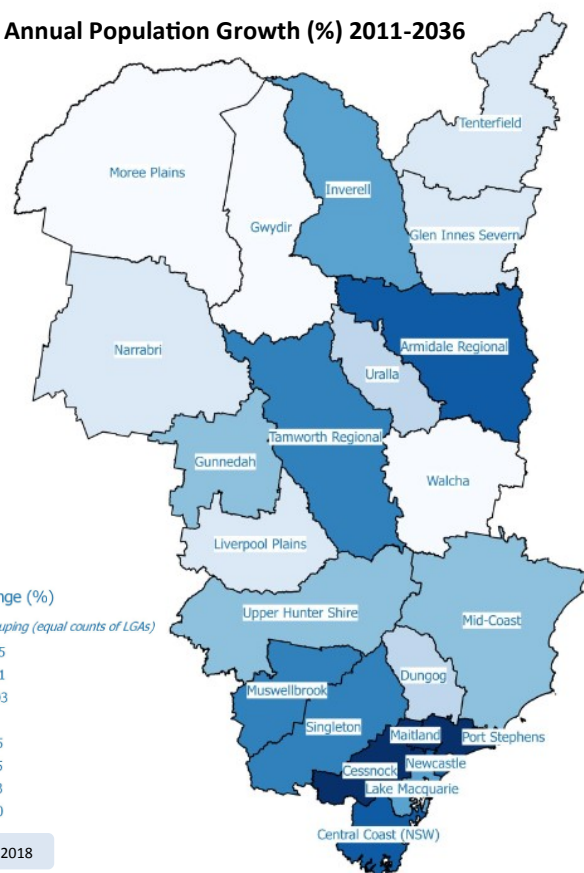 Annual Population Growth (%) 2011-2036
Tenterfield
Moree Plains
Inverell
Gwydir
Glen Innes Severn
Narrabri
Armidale Regional
Uralla
Tamworth Regional
Gunnedah
Walcha
Liverpool Plains
Upper Hunter Shire
Mid-Coast
Dungog
Muswellbrook
Singleton
Maitland
Port Stephens
Newcastle
Cessnock
Lake Macquarie
Central Coast (NSW)
nge (%)
uping (equal counts of LGAs)
2018